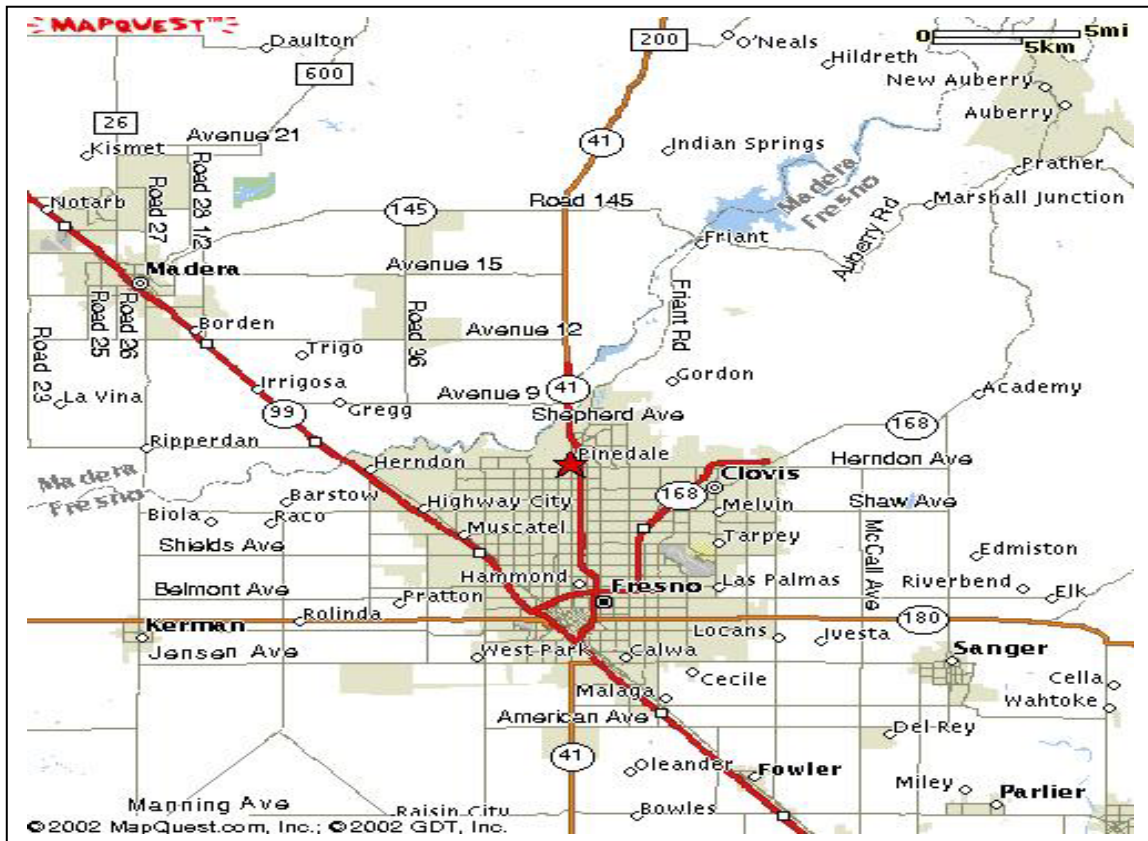 MAPQUEST™
Daulton
200
O'Neals
0
5mi
5km
Hildreth
600
New Auberry
26
Avenue 21
41
Auberry
Kismet
Indian Springs
Prather
Road 27
Road 28 1/2
Madera
Fresno
Notarb
145
Road 145
Marshall Junction
Friant
Auberry Rd
Madera
Avenue 15
Road 23
Road 25
Road 26
Borden
Road 36
Avenue 12
Friant Rd
Trigo
Irrigosa
Avenue 9
41
Gordon
Academy
La Vina
99
Gregg
Shepherd Ave
168
Ripperdan
Pinedale
Herndon Ave
Madera
Fresno
Herndon
Clovis
168
Barstow
Highway City
Melvin
Shaw Ave
Biola
Raco
Muscatel
Tarpey
McCall Ave
Shields Ave
Edmiston
Belmont Ave
Hammond
Fresno
Las Palmas
Riverbend
Elk
Pratton
Rolinda
180
Kerman
Locans
Ivesta
Jensen Ave
West Park
Calwa
Sanger
Cecile
Cella
Malaga
Wahtoke
American Ave
Del-Rey
41
Oleander
Fowler
Miley
Parlier
Manning Ave
Raisin City
Bowles
©2002 MapQuest.com, Inc.; ©2002 GDT, Inc.